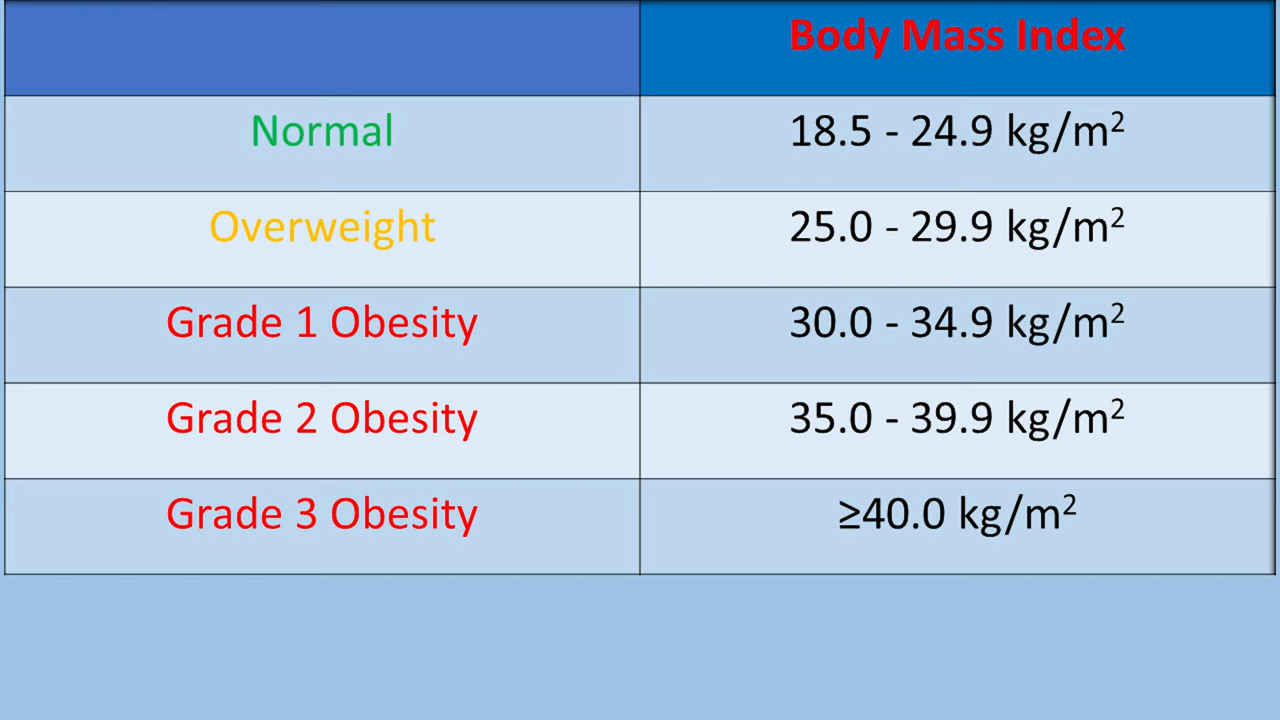 Body Mass Index
Normal 18.5 - 24.9 kg/m²
Overweight 25.0 - 29.9 kg/m²
Grade 1 Obesity 30.0 - 34.9 kg/m²
Grade 2 Obesity 35.0 - 39.9 kg/m²
Grade 3 Obesity ≥40.0 kg/m²